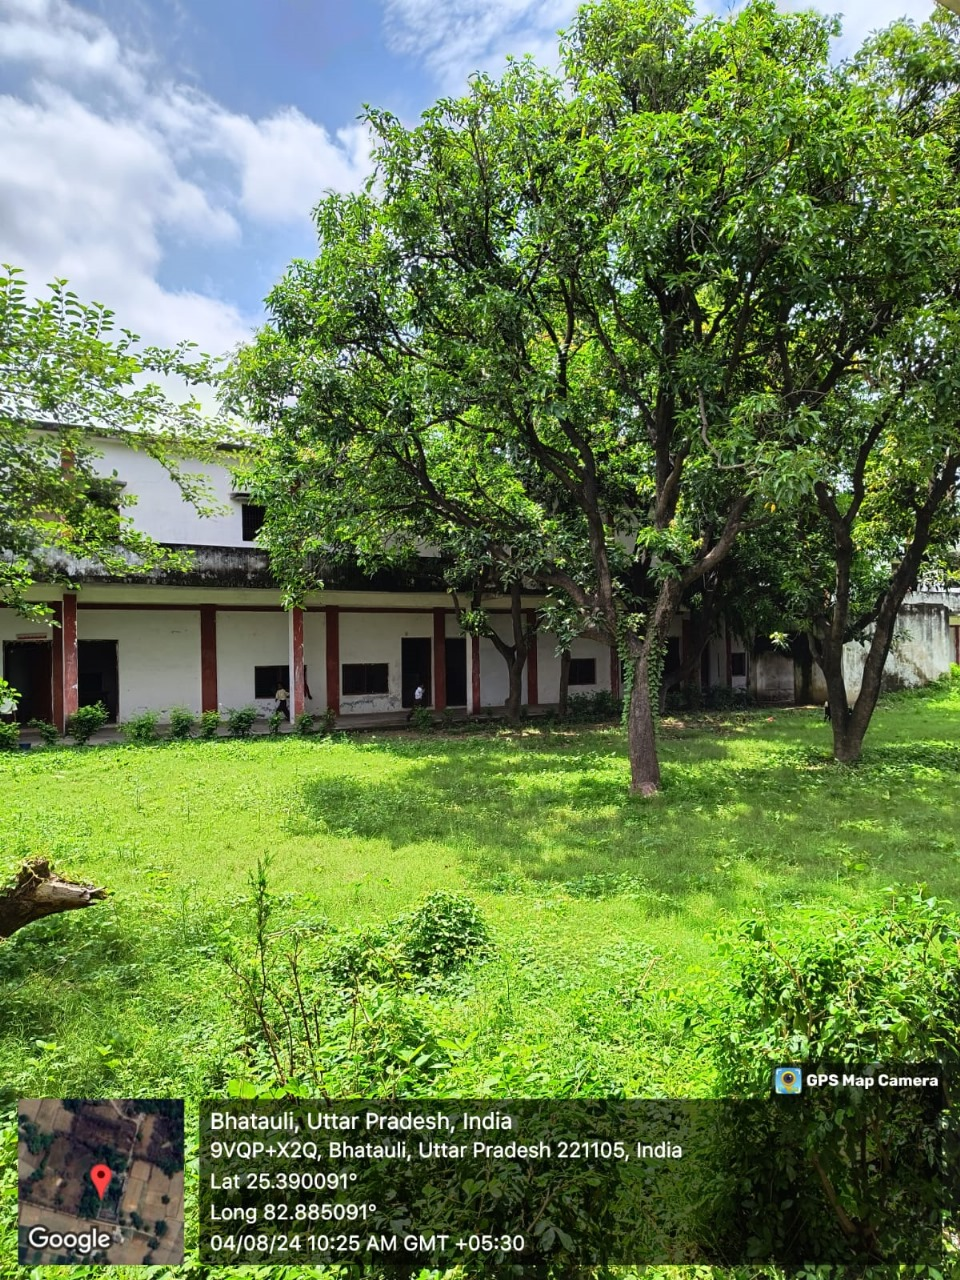 GPS Map Camera
Bhatauli, Uttar Pradesh, India
9VQP+X2Q, Bhatauli, Uttar Pradesh 221105, India
Lat 25.390091°
Long 82.885091°
04/08/24 10:25 AM GMT +05:30
Google